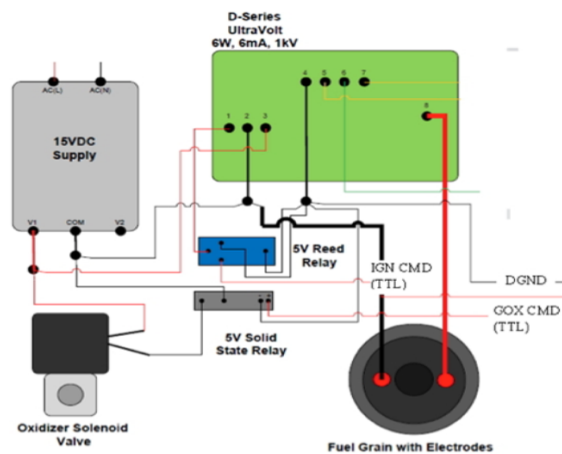 D-Series
UltraVolt
6W, 6mA, 1kV
AC(L)
AC(N)
4
5
6
7
1
2
3
8
15VDC
Supply
V1
COM
V2
5V Reed
Relay
IGN CMD
(TTL)
DGND
GOX CMD
(TTL)
5V Solid
State Relay
Oxidizer Solenoid
Valve
Fuel Grain with Electrodes